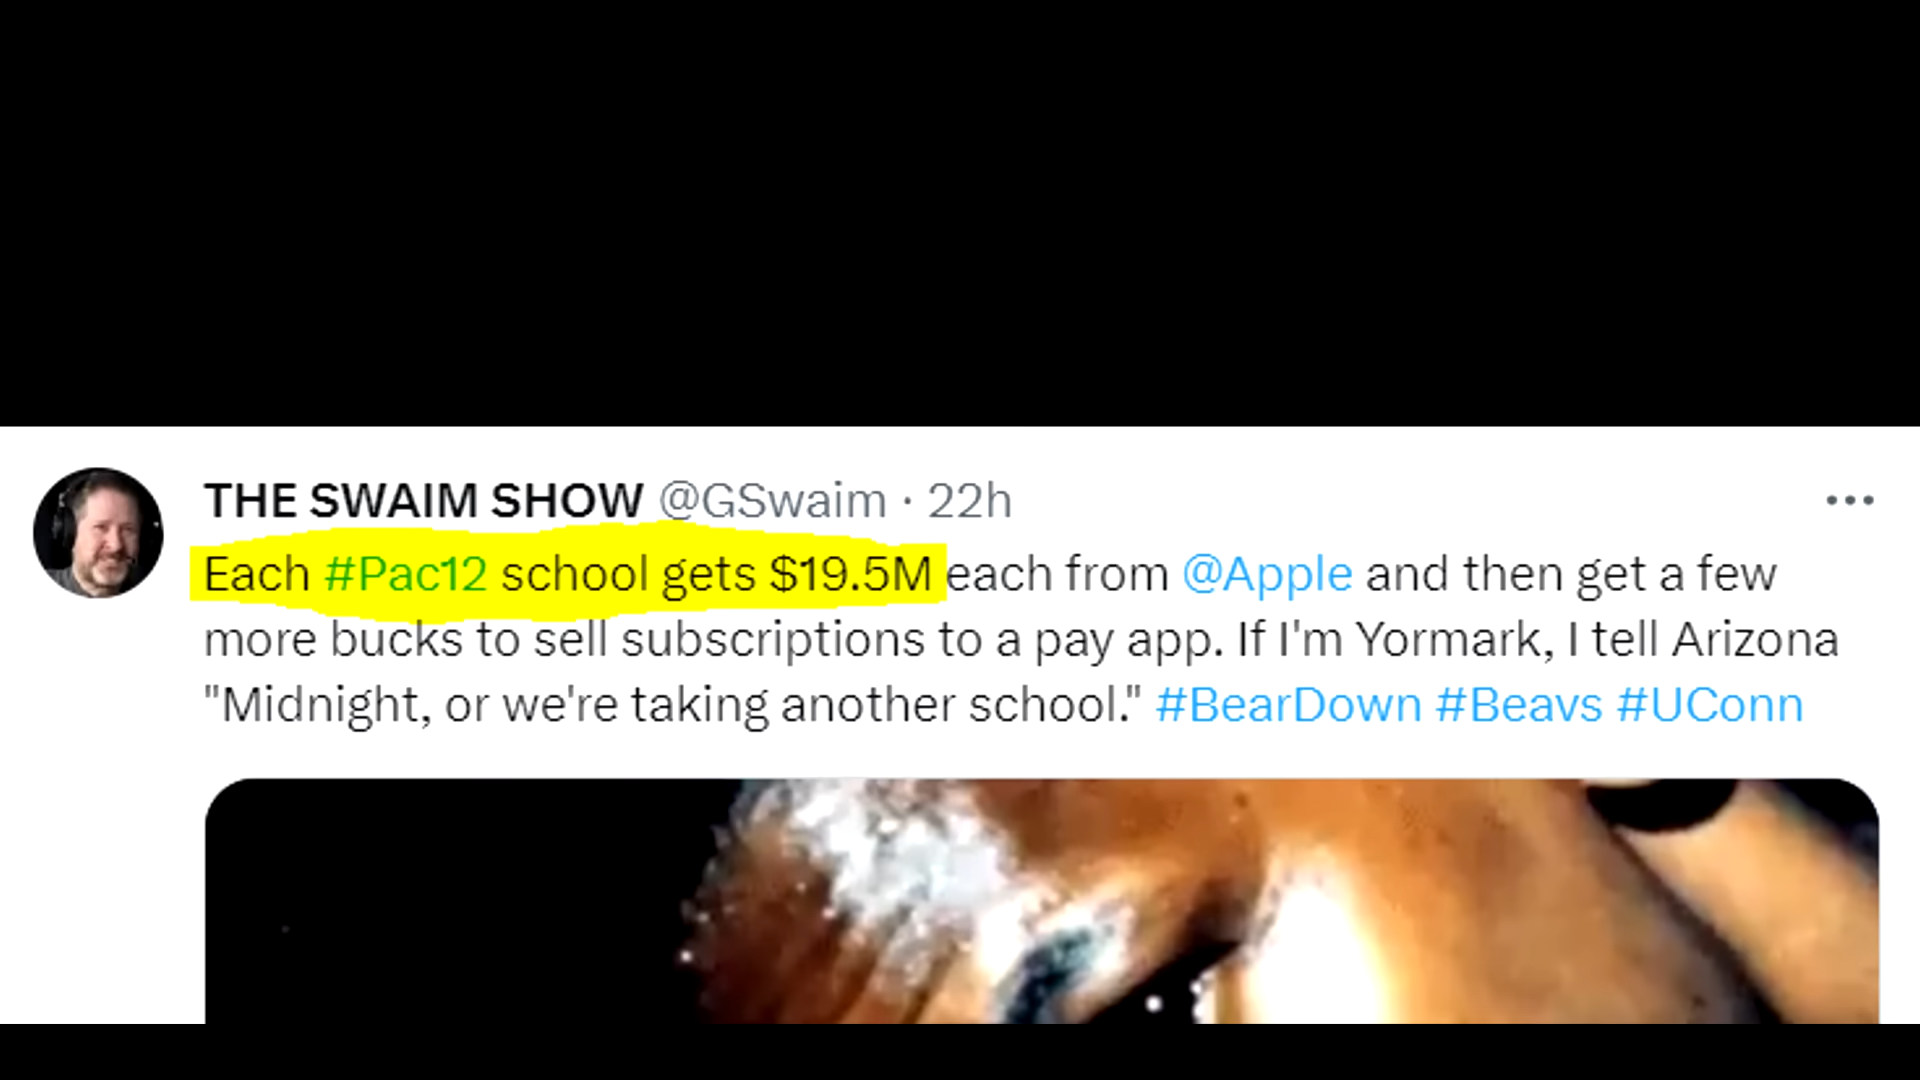 THE SWAIM SHOW @GSwaim · 22h
Each #Pac12 school gets $19.5M each from @Apple and then get a few
more bucks to sell subscriptions to a pay app. If I'm Yormark, I tell Arizona
"Midnight, or we're taking another school." #BearDown #Beavs #UConn